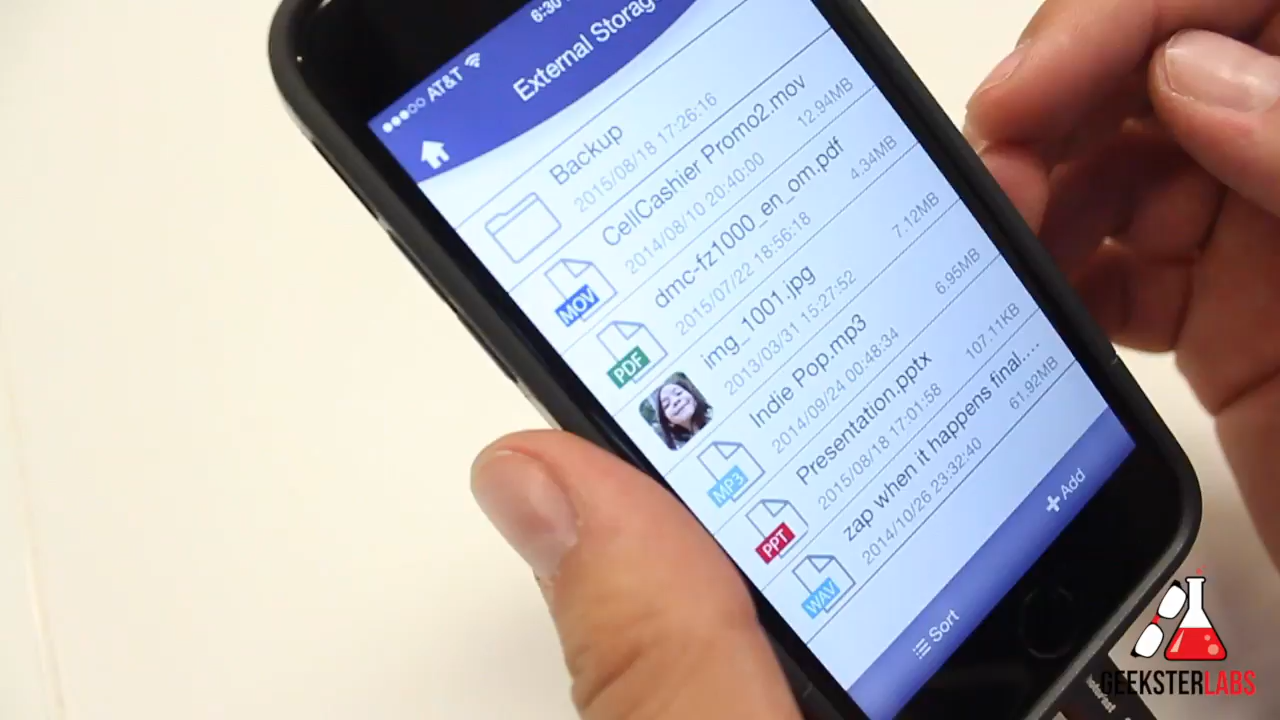 AT&T
6:30
External Storage
Backup
2015/08/18 17:26:16
CellCashier Promo2.mov
2014/08/10 20:40:00
12.94MB
MOV
dmc-fz1000_en_om.pdf
2015/07/22 18:56:18
4.34MB
PDF
img_1001.jpg
2013/03/31 15:27:52
7.12MB
Indie Pop.mp3
2014/09/24 00:48:34
6.95MB
MP3
Presentation.pptx
2015/08/18 17:01:58
107.11KB
PPT
zap when it happens final....
2014/10/26 23:32:40
61.92MB
WAV
Sort
+Add
GEEKSTERLABS